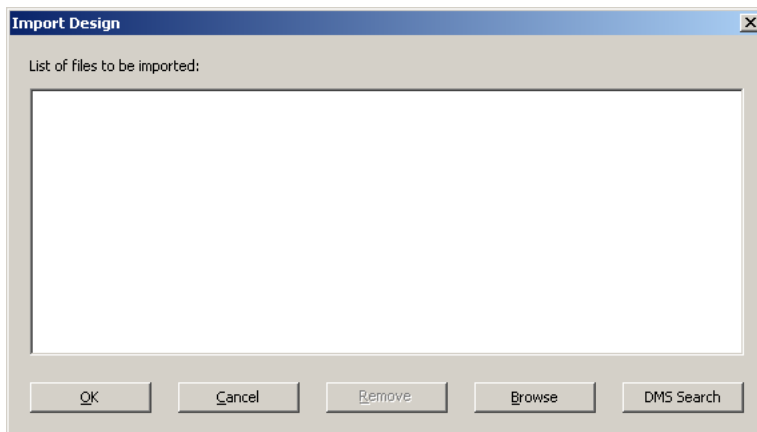 Import Design
List of files to be imported:
OK Cancel Remove Browse DMS Search